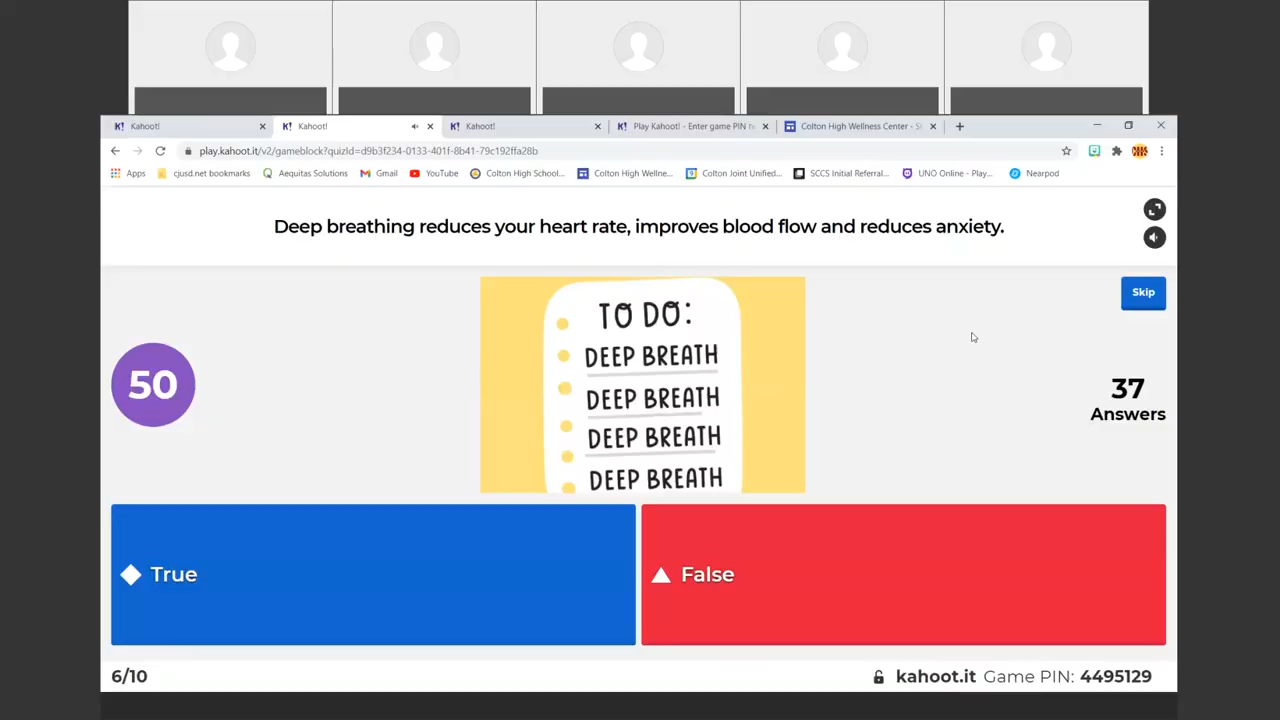 Kahoot!
Kahoot!
Kahoot!
Play Kahoot! - Enter game PIN
Colton High Wellness Center -
play.kahoot.it/v2/gameblock?quizId=d9b3f234-0133-401f-8b41-79c192ffa28b
Apps
cjusd.net bookmarks
Aequitas Solutions
Gmail
YouTube
Colton High School...
Colton High Wellne...
Colton Joint Unified...
SCCS Initial Referral...
UNO Online - Play...
Nearpod
Deep breathing reduces your heart rate, improves blood flow and reduces anxiety.
Skip
TO DO:
DEEP BREATH
DEEP BREATH
DEEP BREATH
DEEP BREATH
50
37
Answers
True
False
6/10
kahoot.it Game PIN: 4495129